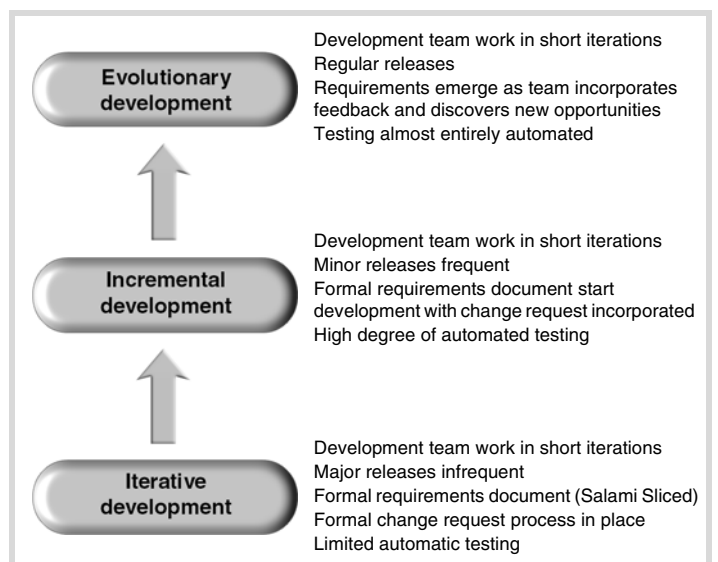 Evolutionary
development
Development team work in short iterations
Regular releases
Requirements emerge as team incorporates
feedback and discovers new opportunities
Testing almost entirely automated
Incremental
development
Development team work in short iterations
Minor releases frequent
Formal requirements document start
development with change request incorporated
High degree of automated testing
Iterative
development
Development team work in short iterations
Major releases infrequent
Formal requirements document (Salami Sliced)
Formal change request process in place
Limited automatic testing